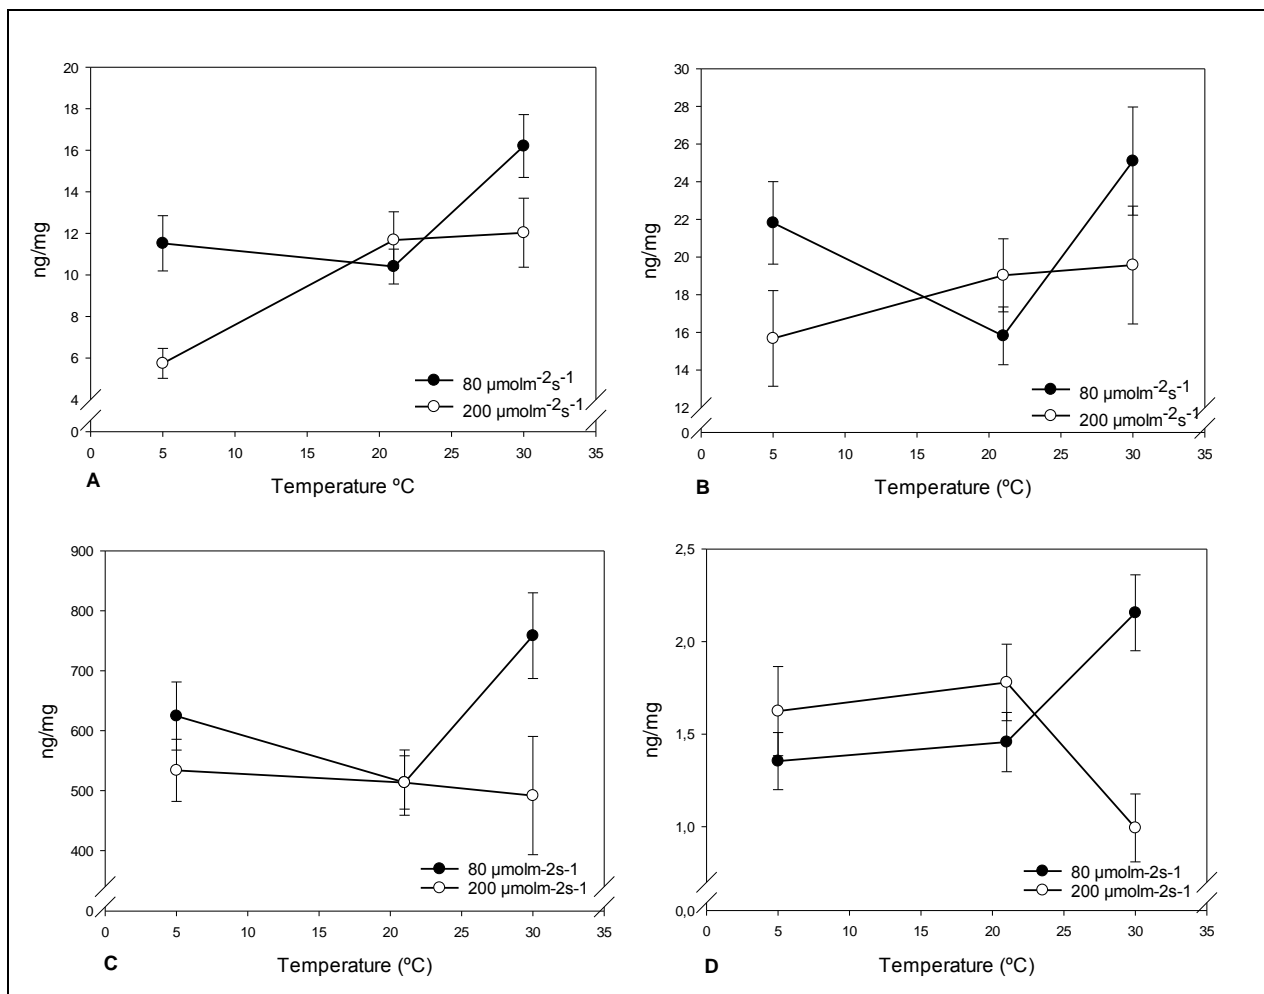 20
18
16
14
12
10
8
6
4
0
ng/mg
0 5 10 15 20 25 30 35
80 µmolm-2s-1
200 µmolm-2s-1
A
Temperature ºC
30
28
26
24
22
20
18
16
14
12
0
ng/mg
0 5 10 15 20 25 30 35
80 µmolm-2s-1
200 µmolm-2s-1
B
Temperature (ºC)
900
800
700
600
500
400
0
ng/mg
0 5 10 15 20 25 30 35
80 µmolm-2s-1
200 µmolm-2s-1
C
Temperature (ºC)
2,5
2,0
1,5
1,0
0,0
ng/mg
0 5 10 15 20 25 30 35
80 µmolm-2s-1
200 µmolm-2s-1
D
Temperature (ºC)